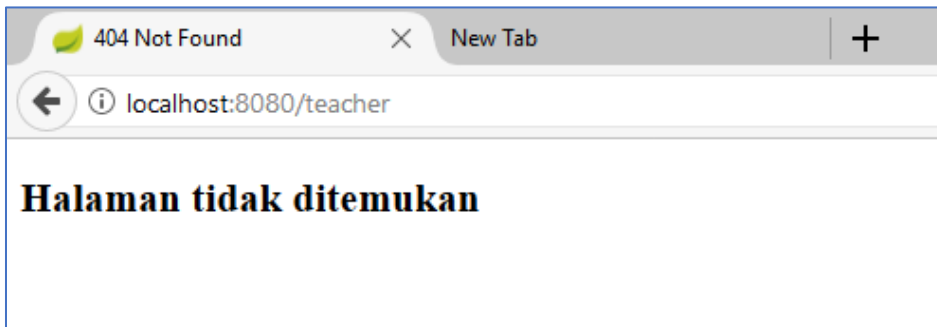 404 Not Found New Tab
localhost:8080/teacher
Halaman tidak ditemukan